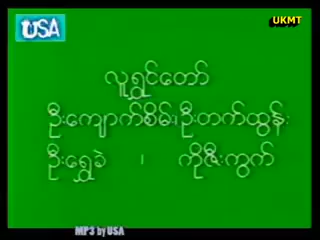 USA
UKMT
လူရွှင်တော်
ဦးကျောက်စိမ်း၊ဦးတက်ထွန်း
ဦးရွှေခဲ ၊ ကိုဇီးကွက်
MP3 by USA